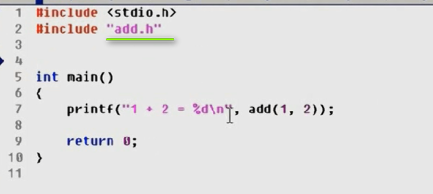 1 #include <stdio.h>
2 #include "add.h"
3
4
5 int main()
6 {
7 printf("1 + 2 = %d\n", add(1, 2));
8
9 return 0;
10 }
11